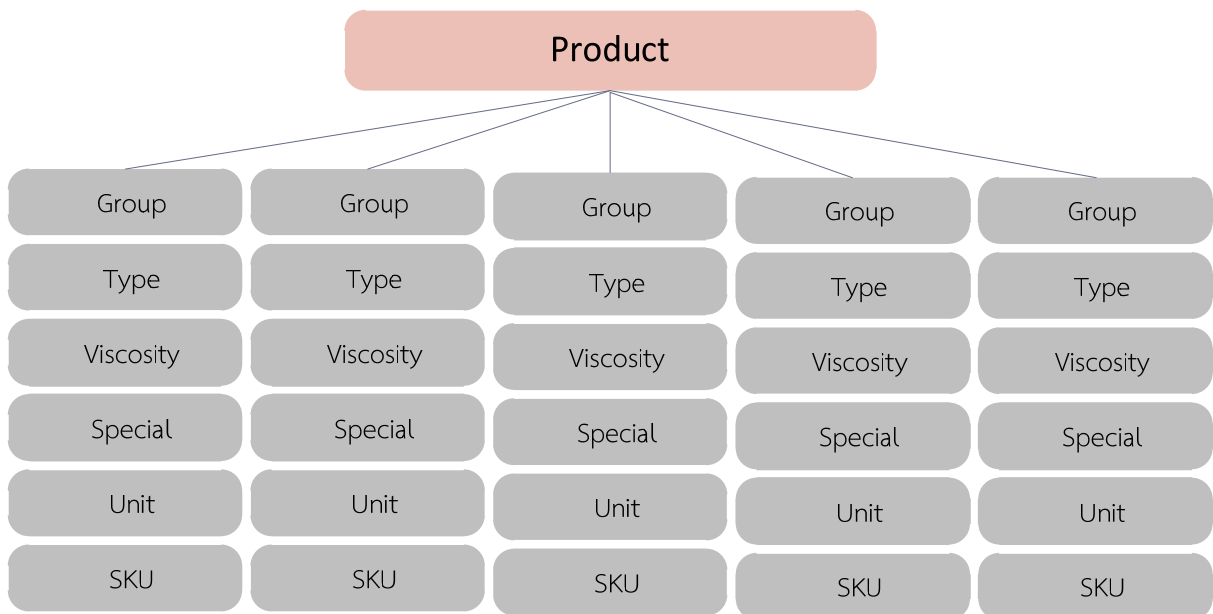 Product
Group Group Group Group Group
Type Type Type Type Type
Viscosity Viscosity Viscosity Viscosity Viscosity
Special Special Special Special Special
Unit Unit Unit Unit Unit
SKU SKU SKU SKU SKU